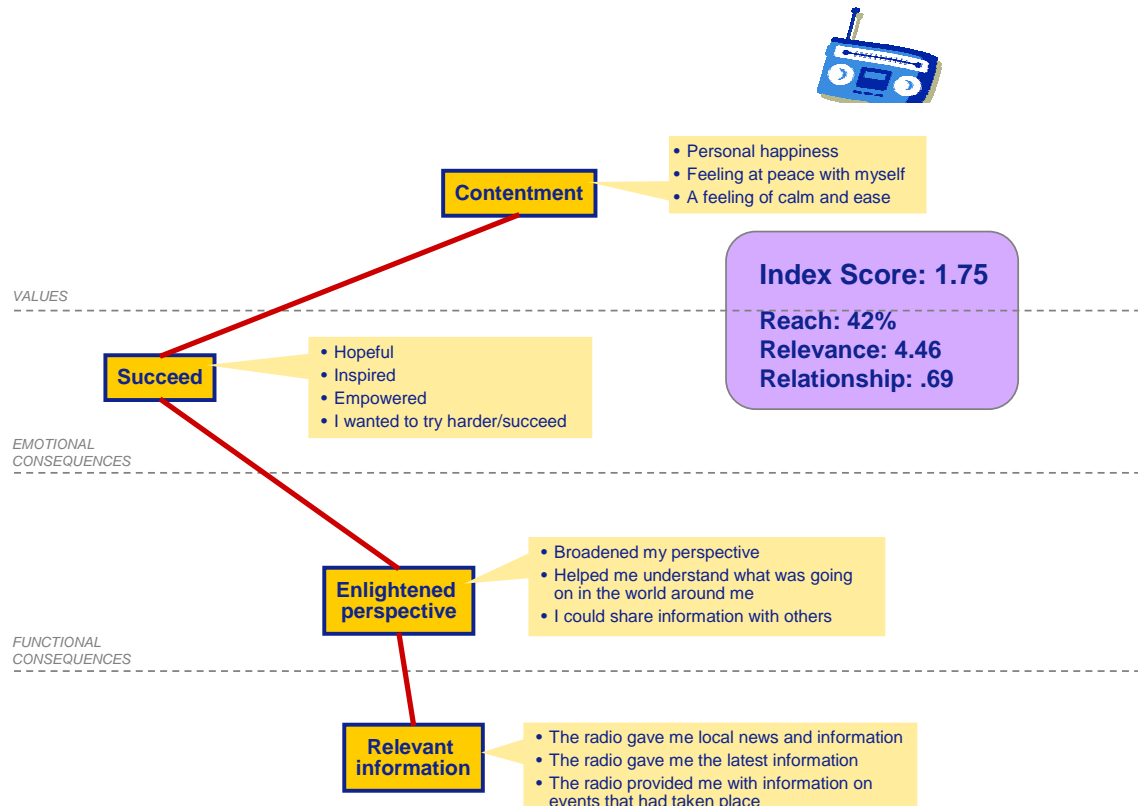 • Personal happiness
• Feeling at peace with myself
• A feeling of calm and ease
Contentment
Index Score: 1.75
VALUES
Reach: 42%
Relevance: 4.46
Relationship: .69
• Hopeful
• Inspired
• Empowered
• I wanted to try harder/succeed
Succeed
EMOTIONAL
CONSEQUENCES
• Broadened my perspective
• Helped me understand what was going
on in the world around me
• I could share information with others
Enlightened
perspective
FUNCTIONAL
CONSEQUENCES
• The radio gave me local news and information
• The radio gave me the latest information
• The radio provided me with information on
events that had taken place
Relevant
information